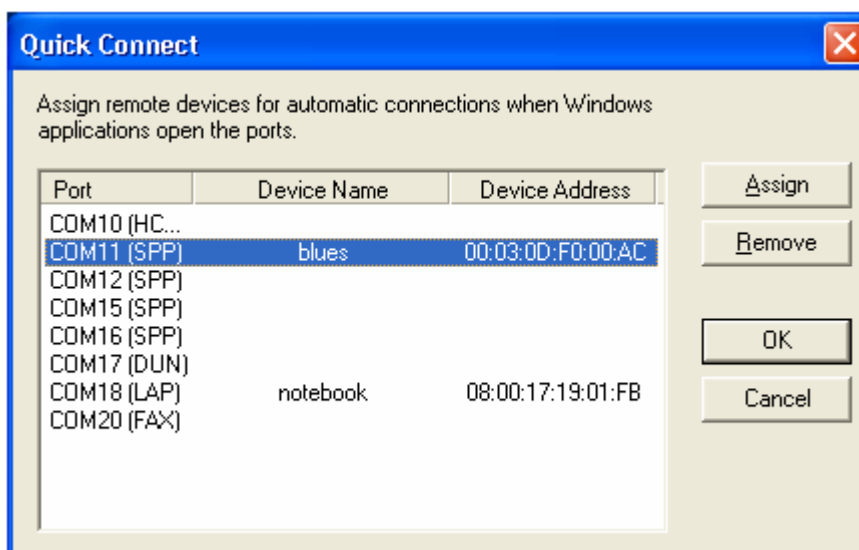 Quick Connect
Assign remote devices for automatic connections when Windows
applications open the ports.
Port Device Name Device Address
COM10 (HC...
COM11 (SPP) blues 00:03:0D:F0:00:AC
COM12 (SPP)
COM15 (SPP)
COM16 (SPP)
COM17 (DUN)
COM18 (LAP) notebook 08:00:17:19:01:FB
COM20 (FAX)
Assign
Remove
OK
Cancel